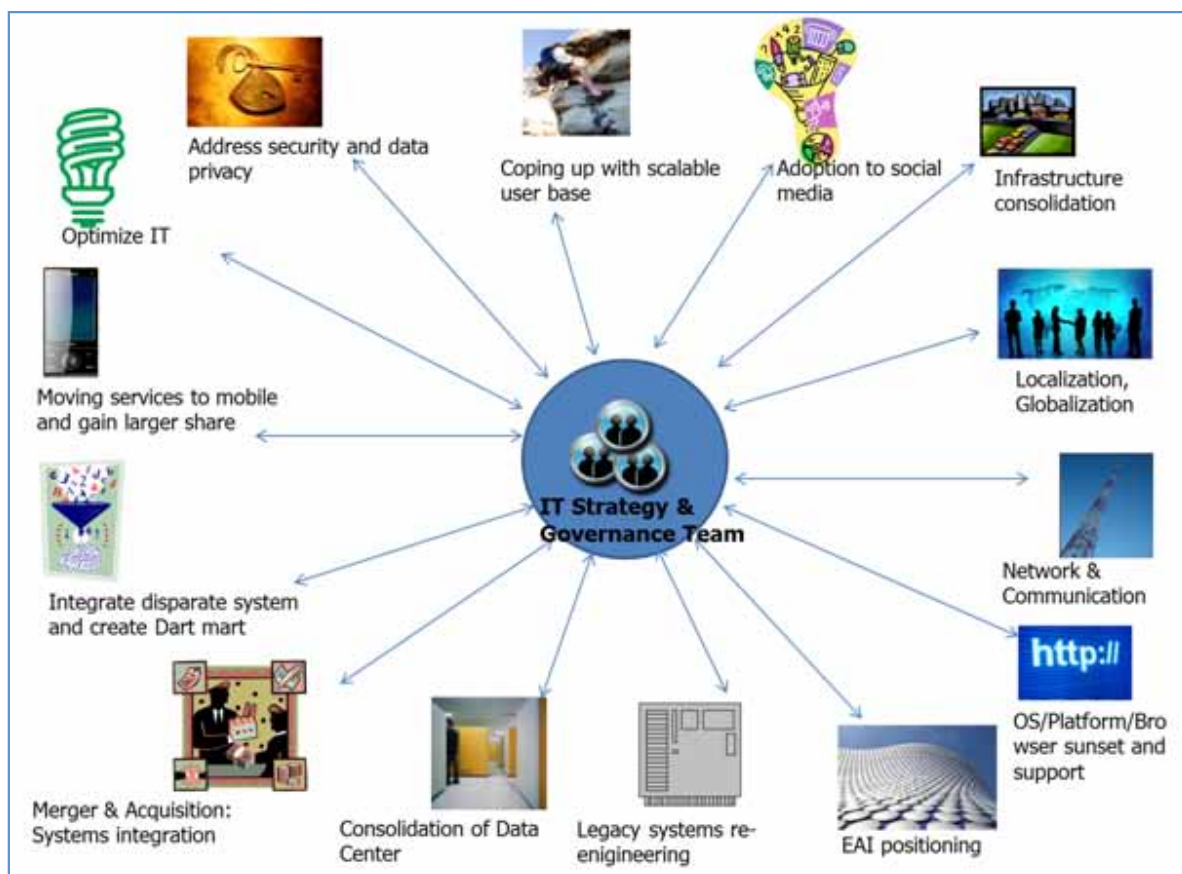 Address security and data
privacy
Coping up with scalable
user base
Adoption to social
media
Infrastructure
consolidation
Optimize IT
Localization,
Globalization
Moving services to mobile
and gain larger share
IT Strategy &
Governance Team
Network &
Communication
Integrate disparate system
and create Dart mart
http://
OS/Platform/Bro
wser sunset and
support
Merger & Acquisition:
Systems integration
Consolidation of Data
Center
Legacy systems re-
enigineering
EAI positioning